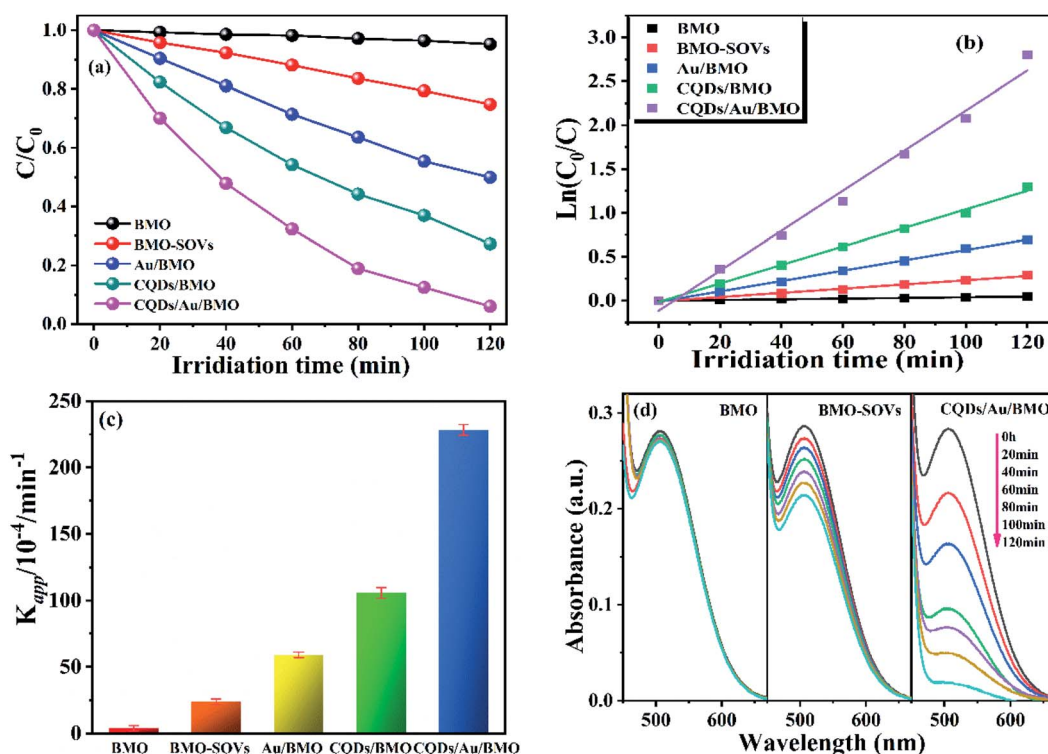 1.0
0.8
0.6
0.4
0.2
0.0
C/C0
(a)
BMO
BMO-SOVs
Au/BMO
CQDs/BMO
CQDs/Au/BMO
0 20 40 60 80 100 120
Irridiation time (min)
3.0
2.5
2.0
1.5
1.0
0.5
0.0
Ln(C0/C)
BMO
BMO-SOVs
Au/BMO
CQDs/BMO
CQDs/Au/BMO
(b)
0 20 40 60 80 100 120
Irridiation time (min)
250
200
150
100
50
0
Kapp/10-4/min-1
(c)
BMO BMO-SOVs Au/BMO CQDs/BMO CQDs/Au/BMO
0.3
0.2
0.1
0.0
Absorbance (a.u.)
(d) BMO BMO-SOVs CQDs/Au/BMO
0h
20min
40min
60min
80min
100min
120min
500 600 500 600 500 600
Wavelength (nm)